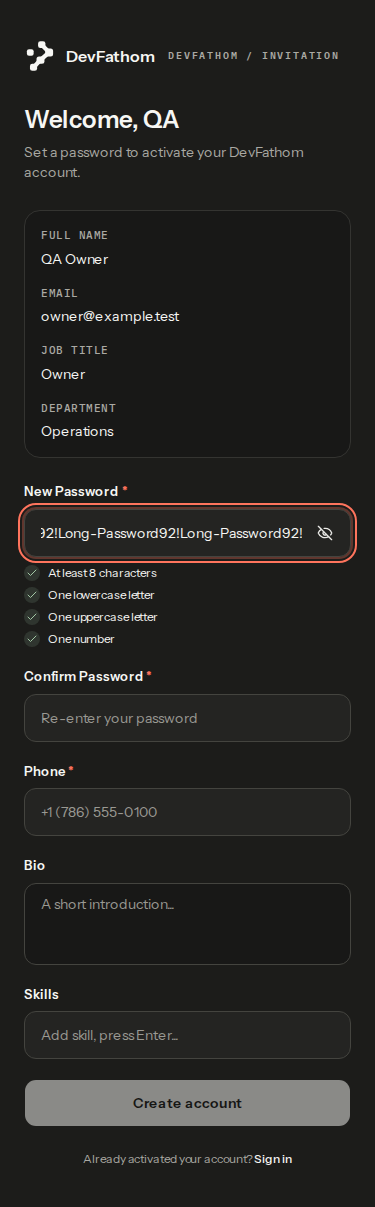 DevFathom DEVFATHOM / INVITATION
Welcome, QA
Set a password to activate your DevFathom
account.
FULL NAME
QA Owner
EMAIL
owner@example.test
JOB TITLE
Owner
DEPARTMENT
Operations
New Password *
92!Long-Password92!Long-Password92!
At least 8 characters
One lowercase letter
One uppercase letter
One number
Confirm Password *
Re-enter your password
Phone *
+1 (786) 555-0100
Bio
A short introduction...
Skills
Add skill, press Enter...
Create account
Already activated your account? Sign in